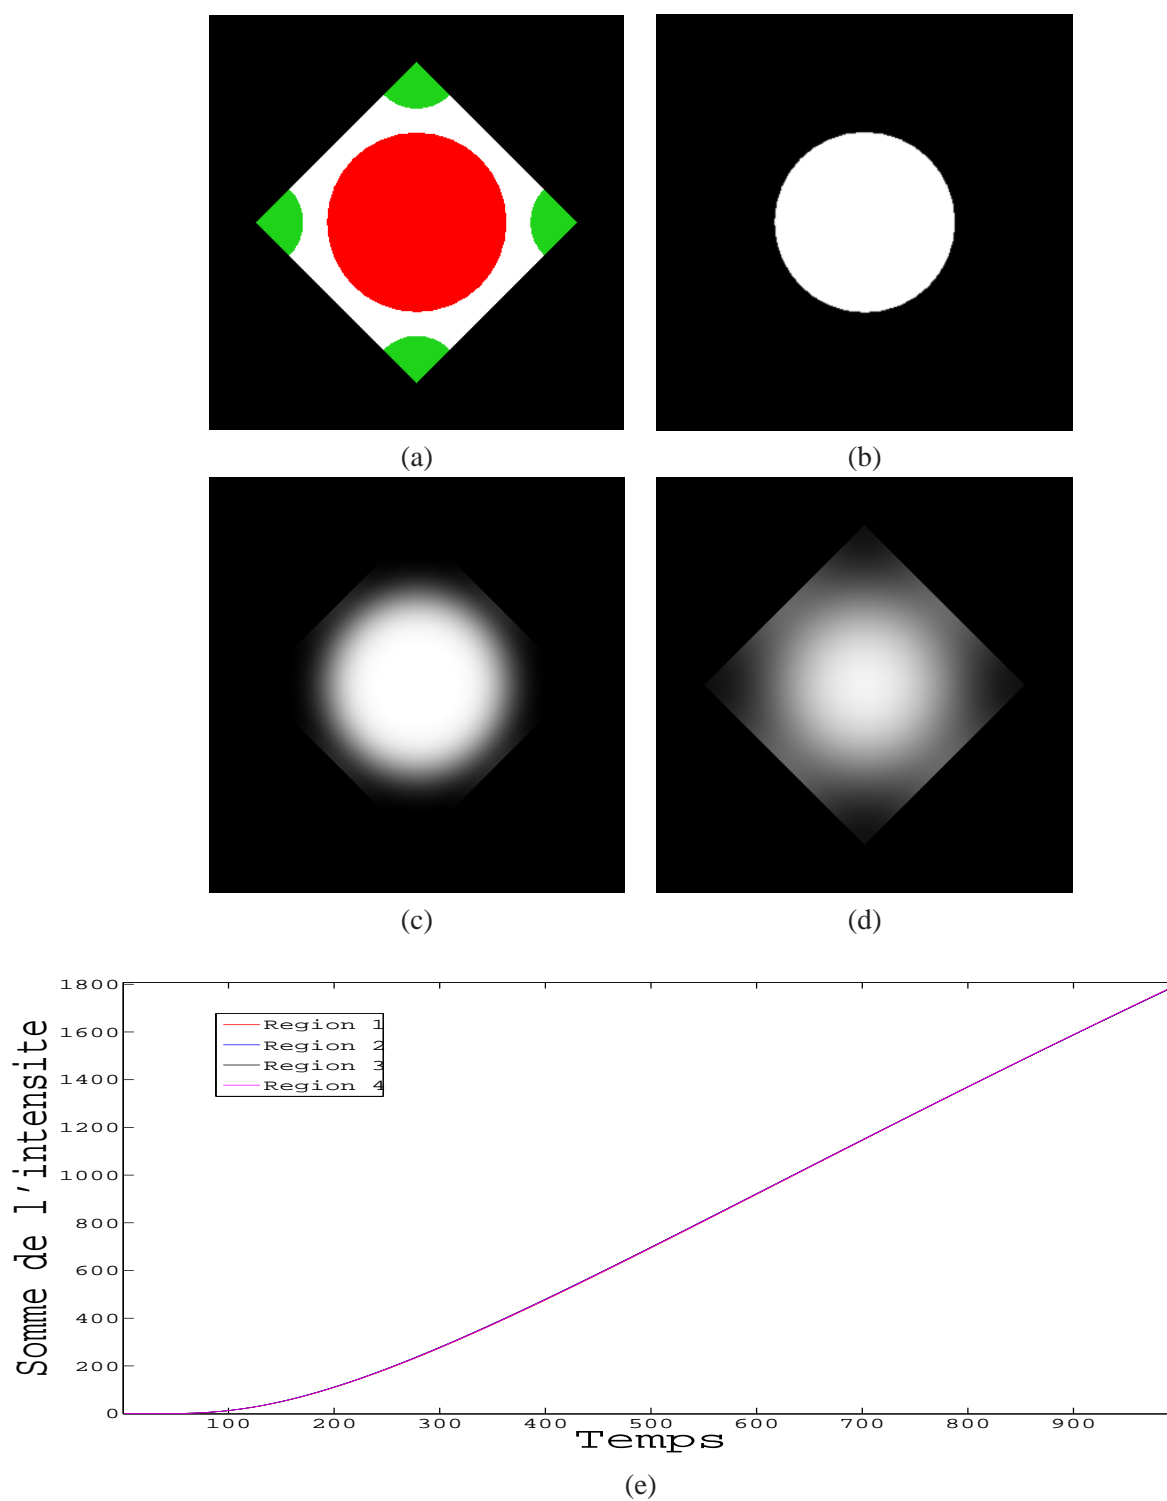 (a)
(b)
(c)
(d)
1800
1600
1400
1200
1000
800
600
400
200
0
Somme de l'intensite
Region 1
Region 2
Region 3
Region 4
100 200 300 400 500 600 700 800 900
Temps
(e)